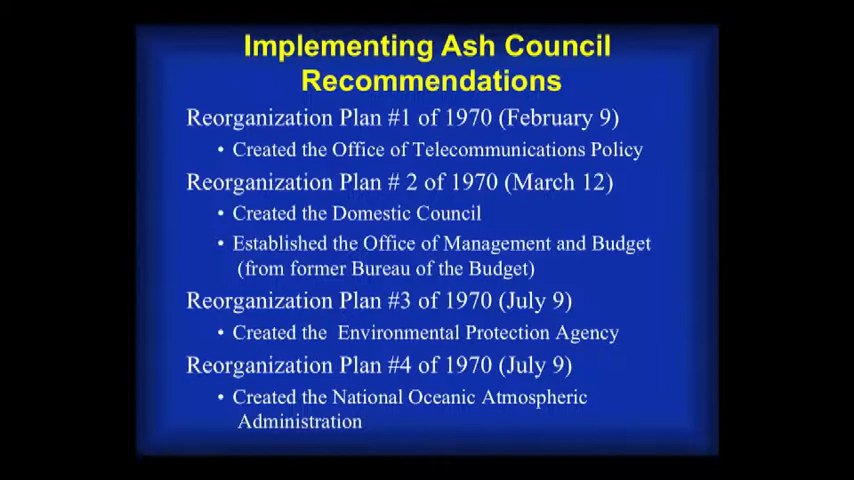 Implementing Ash Council
Recommendations
Reorganization Plan #1 of 1970 (February 9)
• Created the Office of Telecommunications Policy
Reorganization Plan # 2 of 1970 (March 12)
• Created the Domestic Council
• Established the Office of Management and Budget
(from former Bureau of the Budget)
Reorganization Plan #3 of 1970 (July 9)
• Created the Environmental Protection Agency
Reorganization Plan #4 of 1970 (July 9)
• Created the National Oceanic Atmospheric
Administration